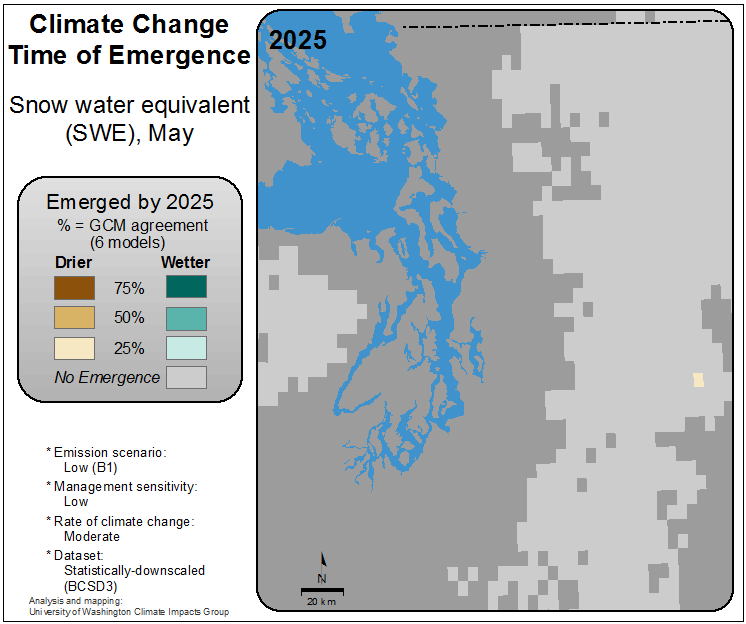 Climate Change
Time of Emergence
Snow water equivalent
(SWE), May
Emerged by 2025
% = GCM agreement
(6 models)
Drier Wetter
75%
50%
25%
No Emergence
* Emission scenario:
Low (B1)
* Management sensitivity:
Low
* Rate of climate change:
Moderate
* Dataset:
Statistically-downscaled
(BCSD3)
Analysis and mapping:
University of Washington Climate Impacts Group
2025
N
20 km